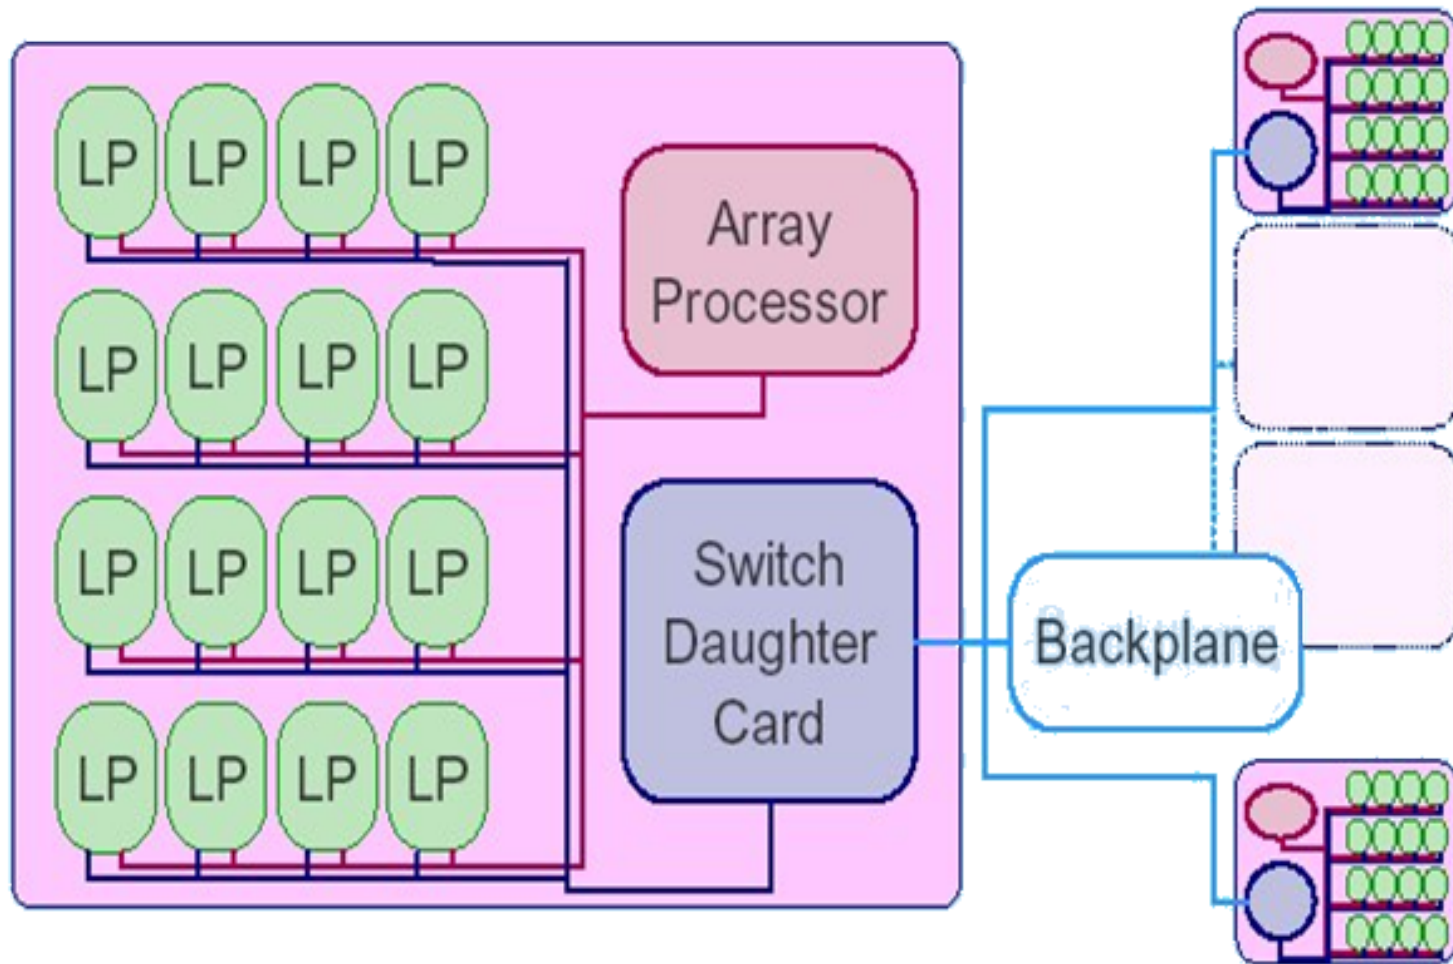 LP LP LP LP
LP LP LP LP
LP LP LP LP
LP LP LP LP
Array
Processor
Switch
Daughter
Card
Backplane